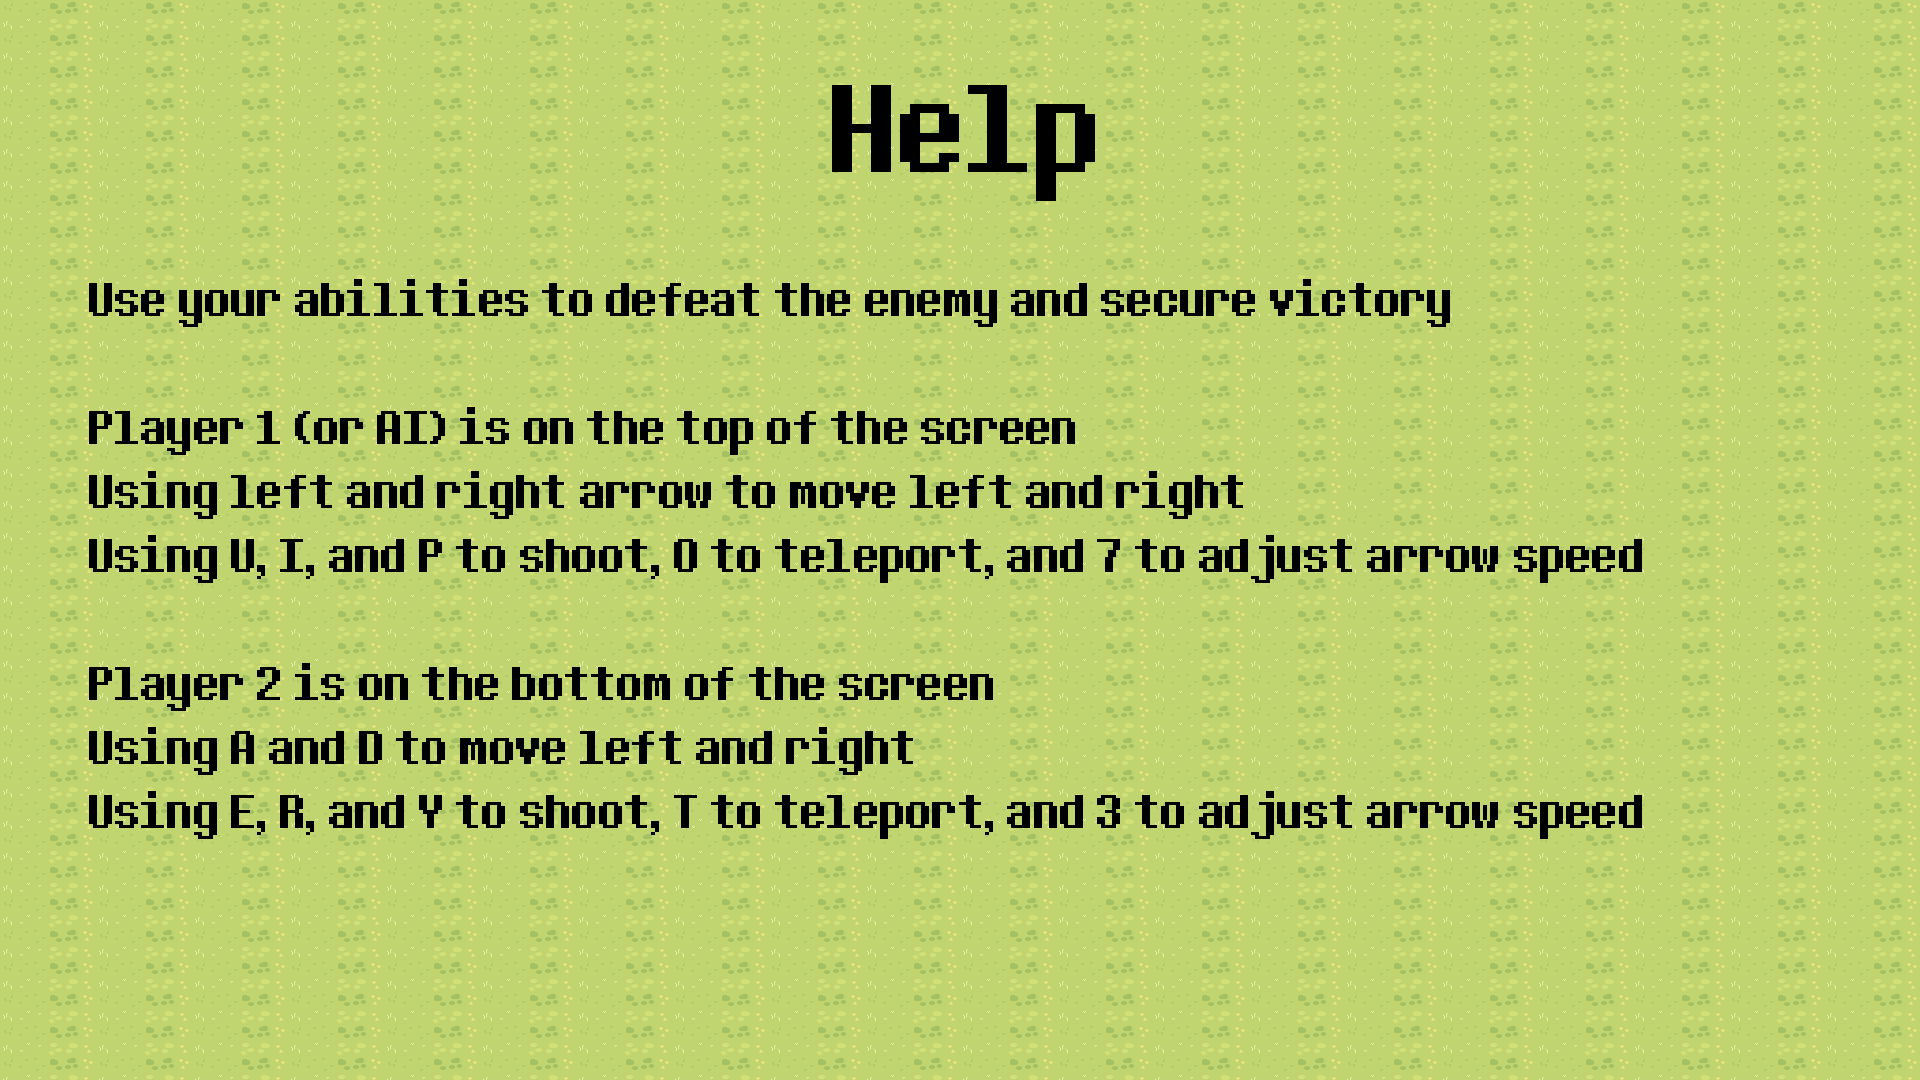 Help
Use your abilities to defeat the enemy and secure victory
Player 1 (or AI) is on the top of the screen
Using left and right arrow to move left and right
Using U, I, and P to shoot, O to teleport, and 7 to adjust arrow speed
Player 2 is on the bottom of the screen
Using A and D to move left and right
Using E, R, and Y to shoot, T to teleport, and 3 to adjust arrow speed